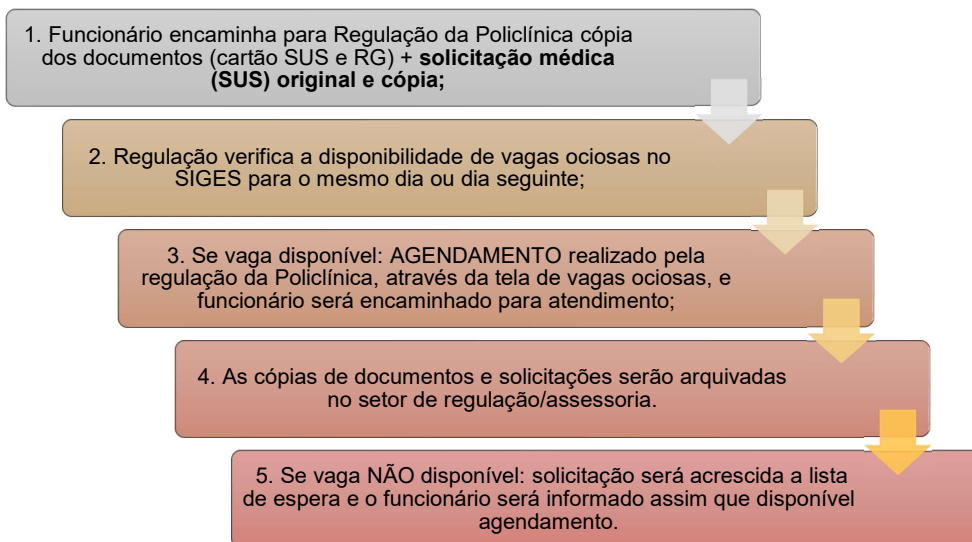 1. Funcionário encaminha para Regulação da Policlínica cópia
dos documentos (cartão SUS e RG) + solicitação médica
(SUS) original e cópia;
2. Regulação verifica a disponibilidade de vagas ociosas no
SIGES para o mesmo dia ou dia seguinte;
3. Se vaga disponível: AGENDAMENTO realizado pela
regulação da Policlínica, através da tela de vagas ociosas, e
funcionário será encaminhado para atendimento;
4. As cópias de documentos e solicitações serão arquivadas
no setor de regulação/assessoria.
5. Se vaga NÃO disponível: solicitação será acrescida a lista
de espera e o funcionário será informado assim que disponível
agendamento.